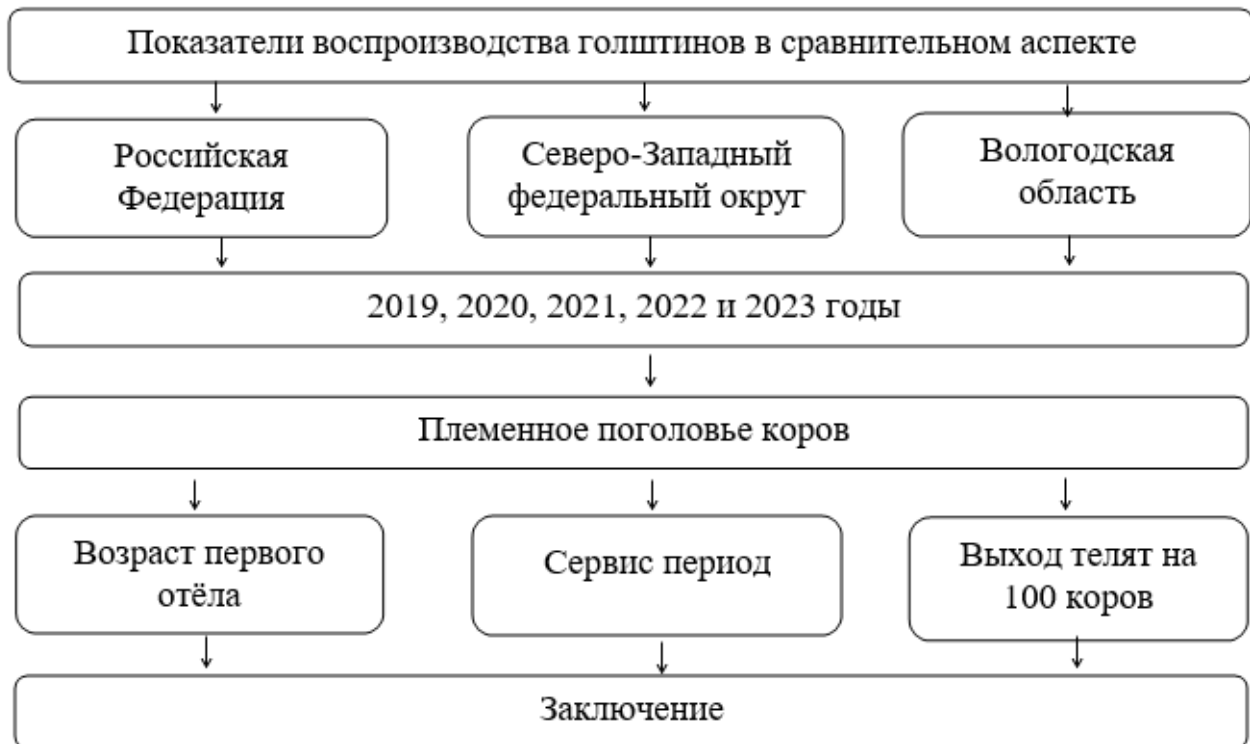 Показатели воспроизводства голштинов в сравнительном аспекте
Российская
Федерация
Северо-Западный
федеральный округ
Вологодская
область
2019, 2020, 2021, 2022 и 2023 годы
Племенное поголовье коров
Возраст первого
отёла
Сервис период
Выход телят на
100 коров
Заключение